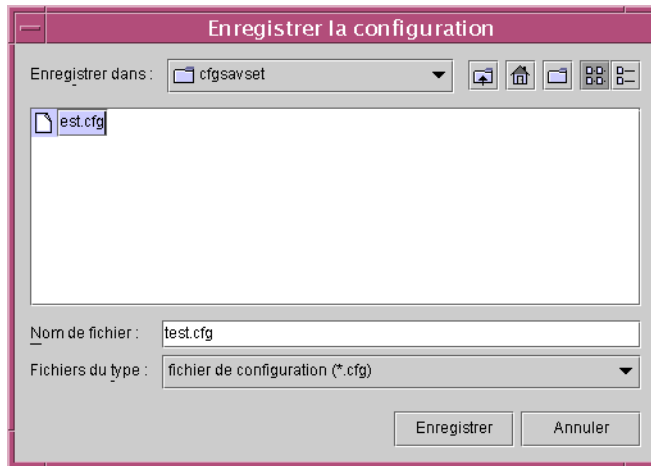 Enregistrer la configuration
Enregistrer dans :
cfgsavset
est.cfg
Nom de fichier :
test.cfg
Fichiers du type :
fichier de configuration (*.cfg)
Enregistrer
Annuler